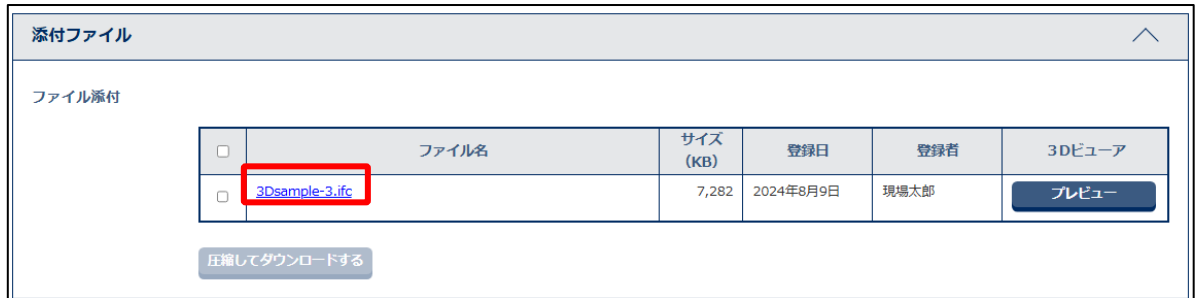 添付ファイル
ファイル添付
ファイル名 サイズ(KB) 登録日 登録者 3Dビューア
3Dsample-3.ifc 7,282 2024年8月9日 現場太郎 プレビュー
圧縮してダウンロードする